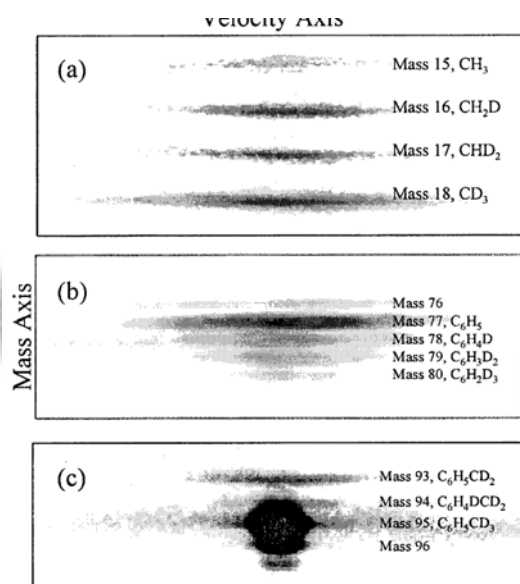 Velocity Axis
(a)
Mass 15, CH₃
Mass 16, CH₂D
Mass 17, CHD₂
Mass 18, CD₃
Mass Axis
(b)
Mass 76
Mass 77, C₆H₅
Mass 78, C₆H₄D
Mass 79, C₆H₃D₂
Mass 80, C₆H₂D₃
(c)
Mass 93, C₆H₅CD₂
Mass 94, C₆H₄DCD₂
Mass 95, C₆H₅CD₃
Mass 96